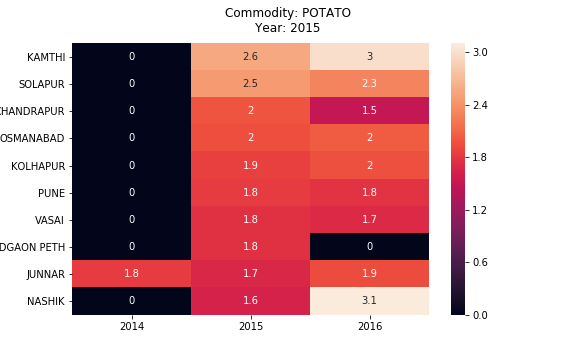 Commodity: POTATO
Year: 2015
KAMTHI 0 2.6 3 3.0
SOLAPUR 0 2.5 2.3 2.4
HANDRAPUR 0 2 1.5
OSMANABAD 0 2 2
KOLHAPUR 0 1.9 2 1.8
PUNE 0 1.8 1.8
VASAI 0 1.8 1.7 1.2
DGAON PETH 0 1.8 0
JUNNAR 1.8 1.7 1.9 0.6
NASHIK 0 1.6 3.1 0.0
2014 2015 2016